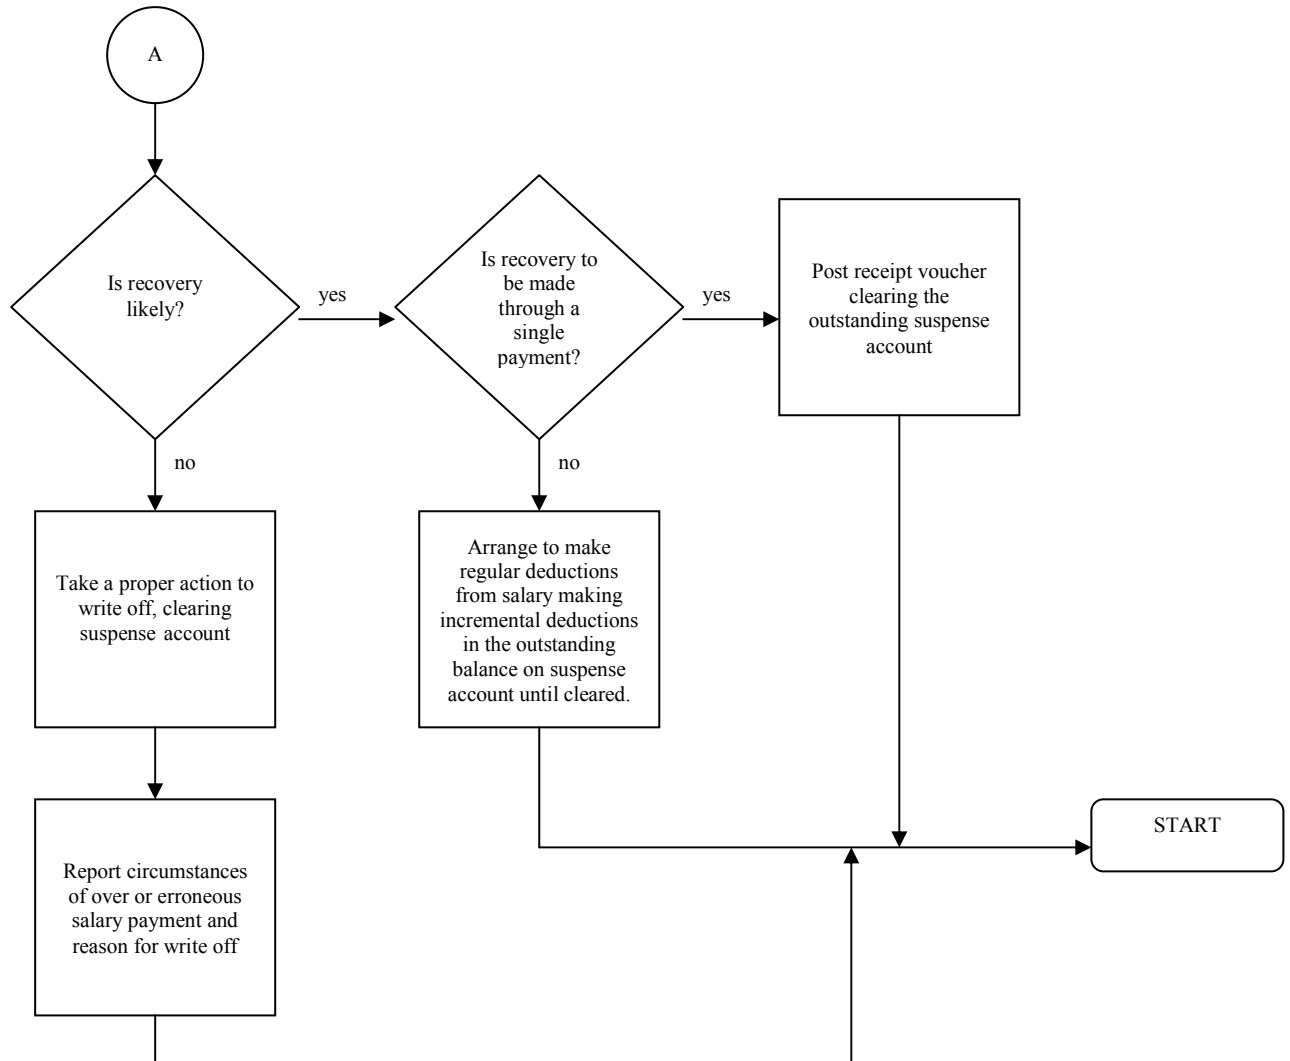 A
Is recovery
likely?
yes
Is recovery to
be made
through a
single
payment?
yes
Post receipt voucher
clearing the
outstanding suspense
account
no
no
Take a proper action to
write off, clearing
suspense account
Arrange to make
regular deductions
from salary making
incremental deductions
in the outstanding
balance on suspense
account until cleared.
START
Report circumstances
of over or erroneous
salary payment and
reason for write off